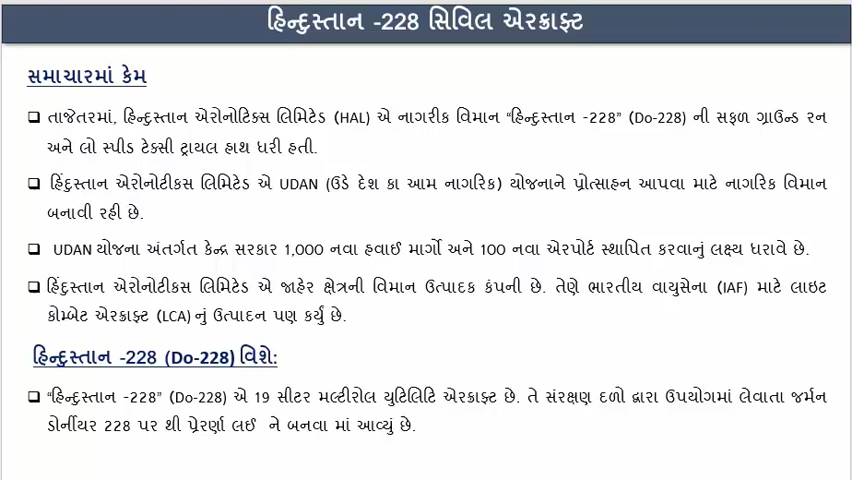 હિન્દુસ્તાન -228 સિવિલ એરક્રાફ્ટ
સમાચારમાં કેમ
❑ તાજેતરમાં, હિન્દુસ્તાન એરોનોટિક્સ લિમિટેડ (HAL) એ નાગરીક વિમાન “હિન્દુસ્તાન -228” (Do-228) ની સફળ ગ્રાઉન્ડ રન
અને લો સ્પીડ ટેક્સી ટ્રાયલ હાથ ધરી હતી.
❑ હિંદુસ્તાન એરોનોટીકસ લિમિટેડ એ UDAN (ઉડે દેશ કા આમ નાગરિક) યોજનાને પ્રોત્સાહન આપવા માટે નાગરિક વિમાન
બનાવી રહી છે.
❑ UDAN યોજના અંતર્ગત કેન્દ્ર સરકાર 1,000 નવા હવાઈ માર્ગો અને 100 નવા એરપોર્ટ સ્થાપિત કરવાનું લક્ષ્ય ધરાવે છે.
❑ હિંદુસ્તાન એરોનોટીકસ લિમિટેડ એ જાહેર ક્ષેત્રની વિમાન ઉત્પાદક કંપની છે. તેણે ભારતીય વાયુસેના (IAF) માટે લાઇટ
કોમ્બેટ એરક્રાફ્ટ (LCA) નું ઉત્પાદન પણ કર્યું છે.
હિન્દુસ્તાન -228 (Do-228) વિશે:
❑ “હિન્દુસ્તાન -228” (Do-228) એ 19 સીટર મલ્ટીરોલ યુટિલિટિ એરક્રાફ્ટ છે. તે સંરક્ષણ દળો દ્વારા ઉપયોગમાં લેવાતા જર્મન
ડોર્નીયર 228 પર થી પ્રેરણા લઈ ને બનવા માં આવ્યું છે.